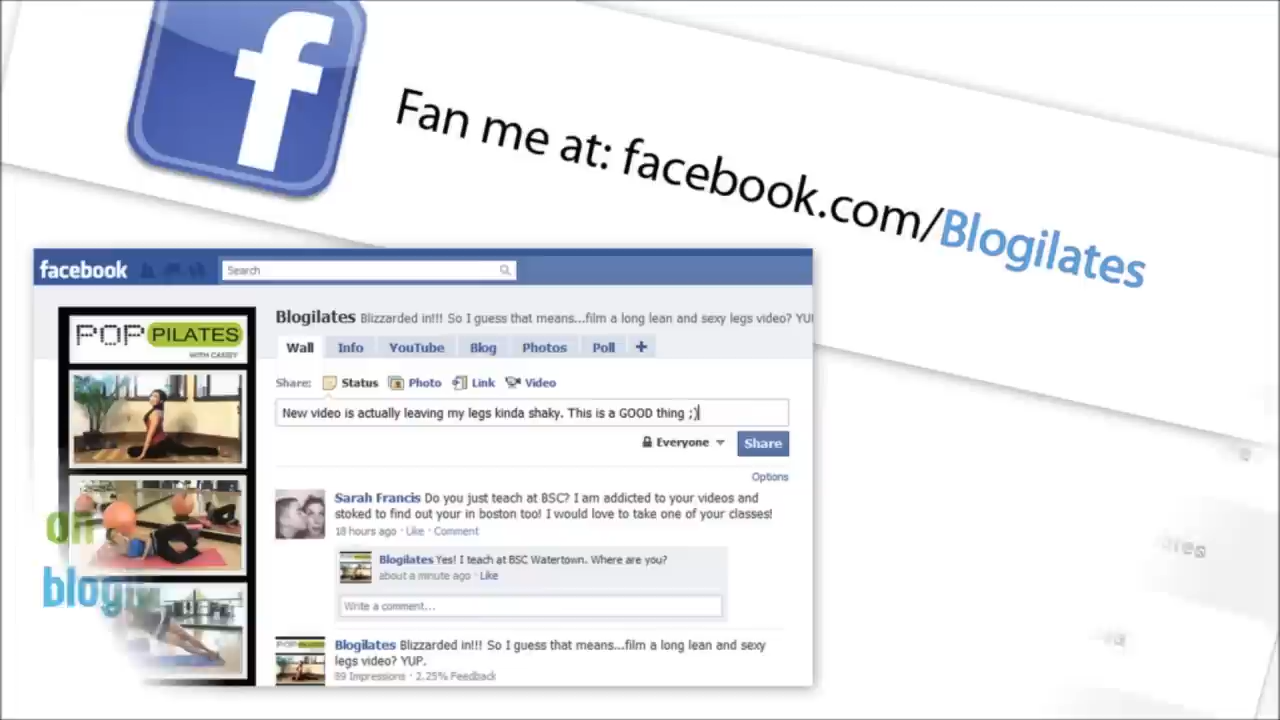 f
Fan me at: facebook.com/Blogilates
facebook
Search
POP PILATES
WITH CASSEY
Blogilates Blizzarded in!!! So I guess that means...film a long lean and sexy legs video?
Wall Info YouTube Blog Photos Poll +
Share: Status Photo Link Video
New video is actually leaving my legs kinda shaky. This is a GOOD thing ;)
Everyone Share
Options
Sarah Francis Do you just teach at BSC? I am addicted to your videos and
stoked to find out your in boston too! I would love to take one of your classes!
18 hours ago · Like · Comment
Blogilates Yes! I teach at BSC Watertown. Where are you?
about a minute ago · Like
Write a comment...
on
Blogilates Blizzarded in!!! So I guess that means...film a long lean and sexy
legs video? YUP.
89 Impressions · 2.25% Feedback